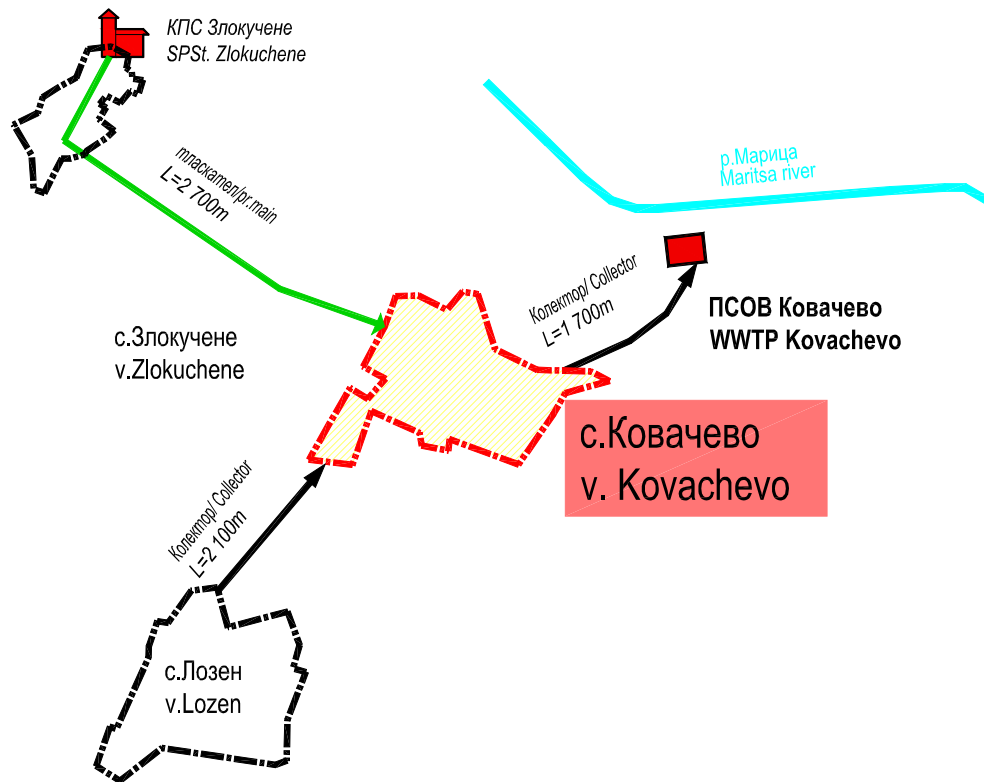 КПС Злокучене
SPSt. Zlokuchene
тласкател/pr.main
L=2 700m
р.Марица
Maritsa river
Колектор/ Collector
L=1 700m
ПСОВ Ковачево
WWTP Kovachevo
с.Злокучене
v.Zlokuchene
с.Ковачево
v. Kovachevo
Колектор/ Collector
L=2 100m
с.Лозен
v.Lozen